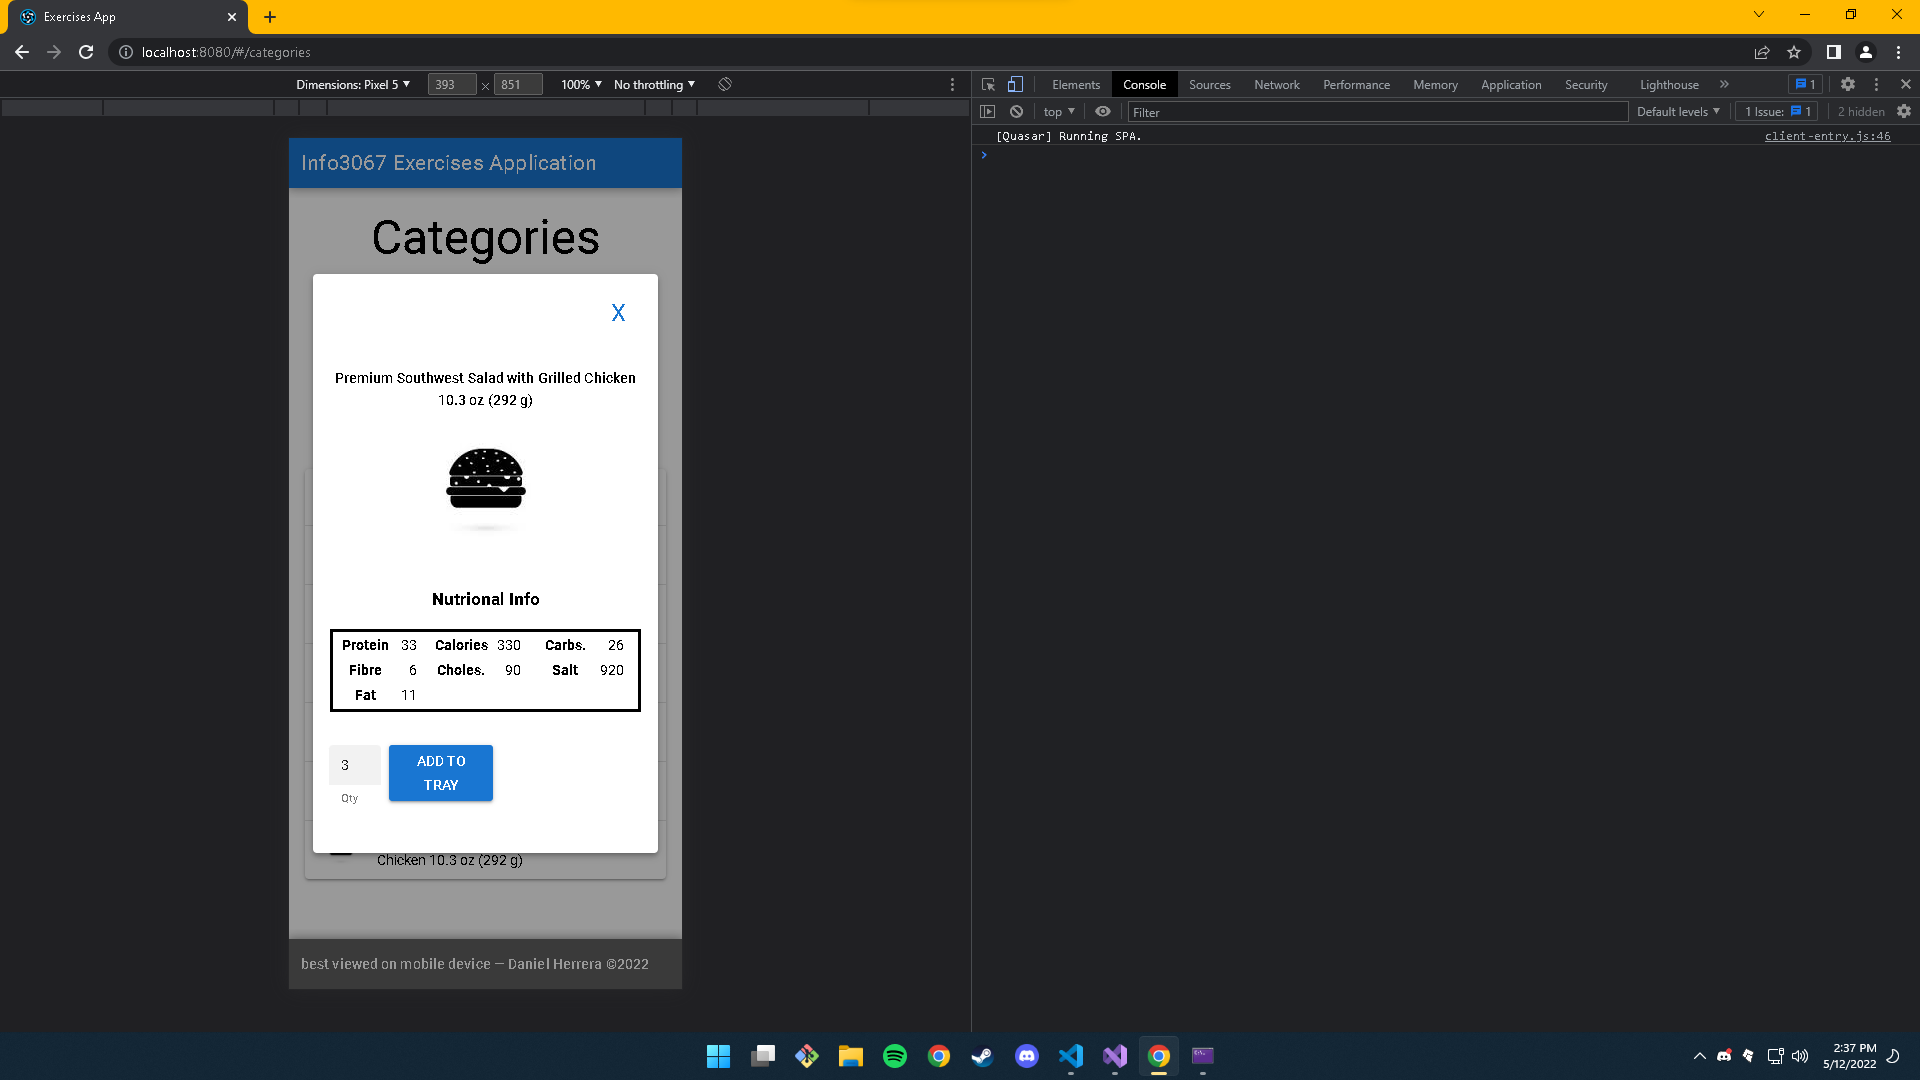 Exercises App
localhost:8080/#/categories
Dimensions: Pixel 5 393 × 851 100% No throttling
Elements Console Sources Network Performance Memory Application Security Lighthouse 1
top Filter Default levels 1 Issue: 1 2 hidden
[Quasar] Running SPA. client-entry.js:46
Info3067 Exercises Application
Categories
X
Premium Southwest Salad with Grilled Chicken
10.3 oz (292 g)
Nutrional Info
Protein 33 Calories 330 Carbs. 26
Fibre 6 Choles. 90 Salt 920
Fat 11
3
Qty
ADD TO
TRAY
Chicken 10.3 oz (292 g)
best viewed on mobile device — Daniel Herrera ©2022
2:37 PM
5/12/2022